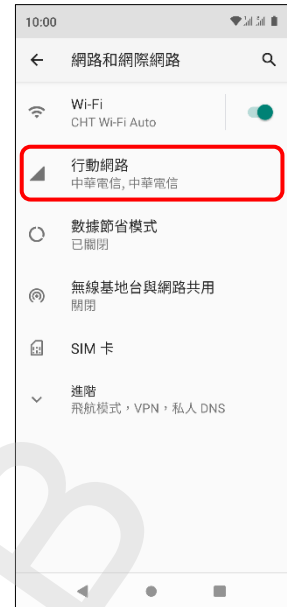 10:00
網路和網際網路
Wi-Fi
CHT Wi-Fi Auto
行動網路
中華電信, 中華電信
數據節省模式
已關閉
無線基地台與網路共用
關閉
SIM 卡
進階
飛航模式，VPN，私人 DNS